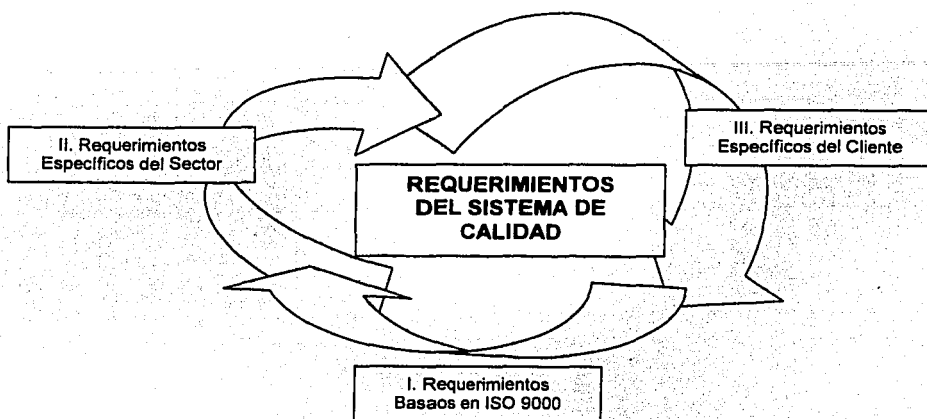 II. Requerimientos
Específicos del Sector
III. Requerimientos
Específicos del Cliente
REQUERIMIENTOS
DEL SISTEMA DE
CALIDAD
I. Requerimientos
Basaos en ISO 9000